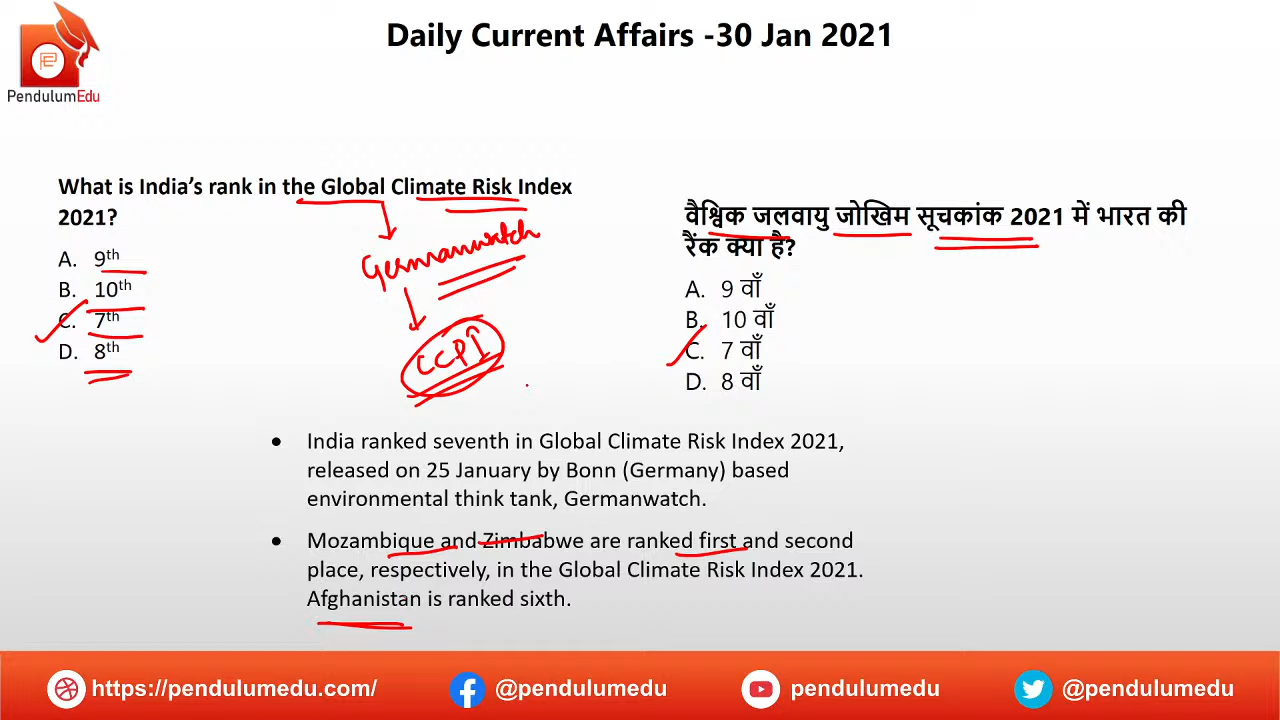 Daily Current Affairs -30 Jan 2021
PE
PendulumEdu
What is India's rank in the Global Climate Risk Index
2021?
A. 9th
B. 10th
C. 7th
D. 8th
Germanwatch
CCPI
वैश्विक जलवायु जोखिम सूचकांक 2021 में भारत की
रैंक क्या है?
A. 9 वाँ
B. 10 वाँ
C. 7 वाँ
D. 8 वाँ
• India ranked seventh in Global Climate Risk Index 2021,
released on 25 January by Bonn (Germany) based
environmental think tank, Germanwatch.
• Mozambique and Zimbabwe are ranked first and second
place, respectively, in the Global Climate Risk Index 2021.
Afghanistan is ranked sixth.
https://pendulumedu.com/ @pendulumedu pendulumedu @pendulumedu